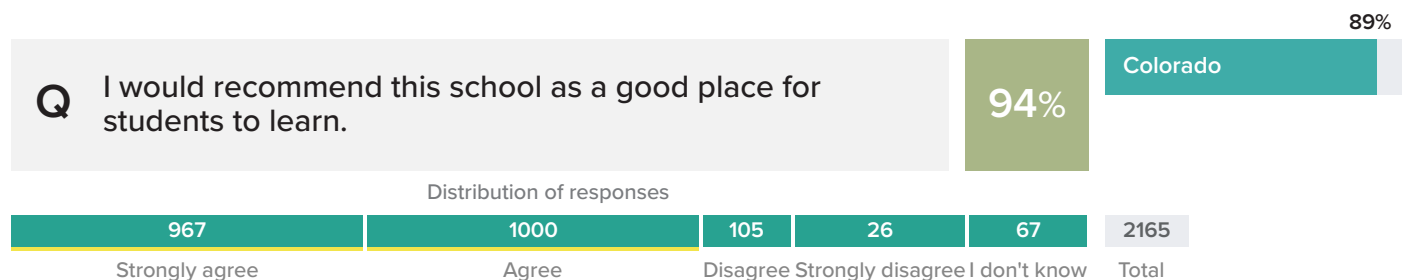 89%
Q
I would recommend this school as a good place for
students to learn.
94%
Colorado
Distribution of responses
967 1000 105 26 67 2165
Strongly agree Agree Disagree Strongly disagree I don't know Total